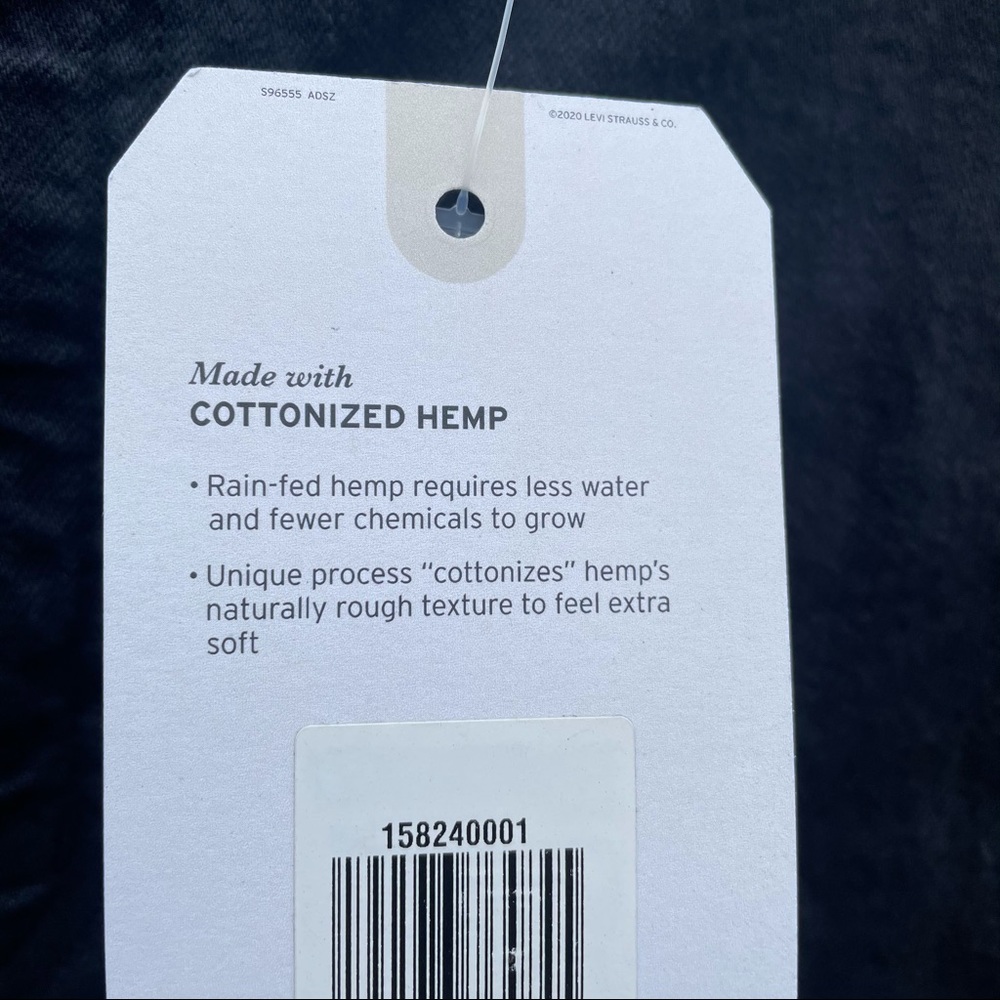 S96555 ADSZ
©2020 LEVI STRAUSS & CO.
Made with
COTTONIZED HEMP
• Rain-fed hemp requires less water
and fewer chemicals to grow
• Unique process “cottonizes” hemp’s
naturally rough texture to feel extra
soft
158240001